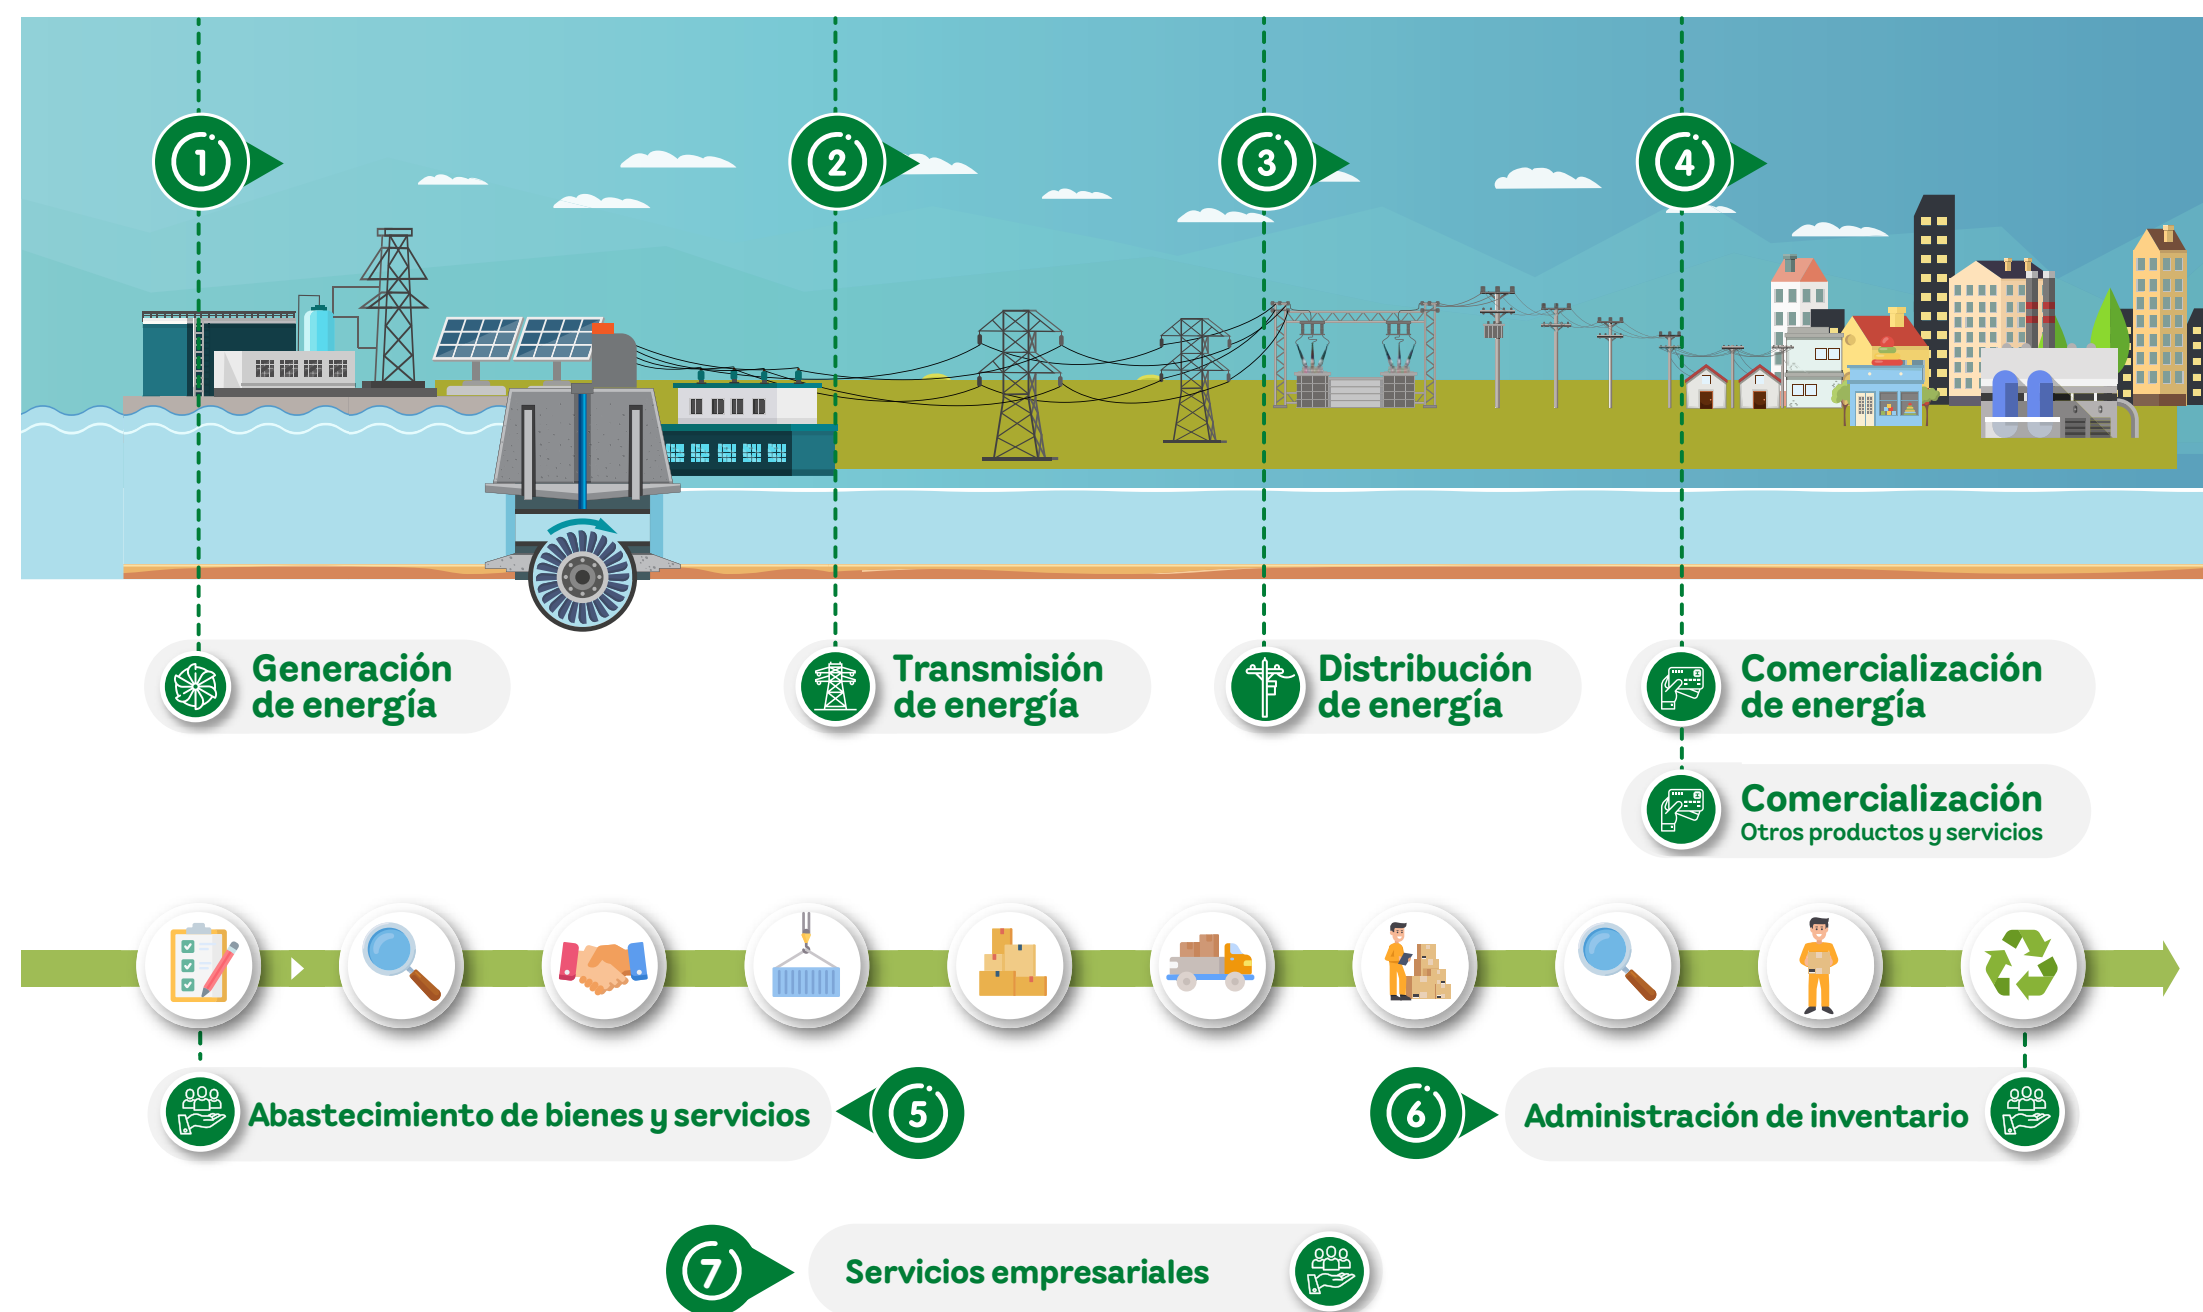 1
2
3
4
Generación
de energía
Transmisión
de energía
Distribución
de energía
Comercialización
de energía
Comercialización
Otros productos y servicios
Abastecimiento de bienes y servicios
5
6
Administración de inventario
7
Servicios empresariales